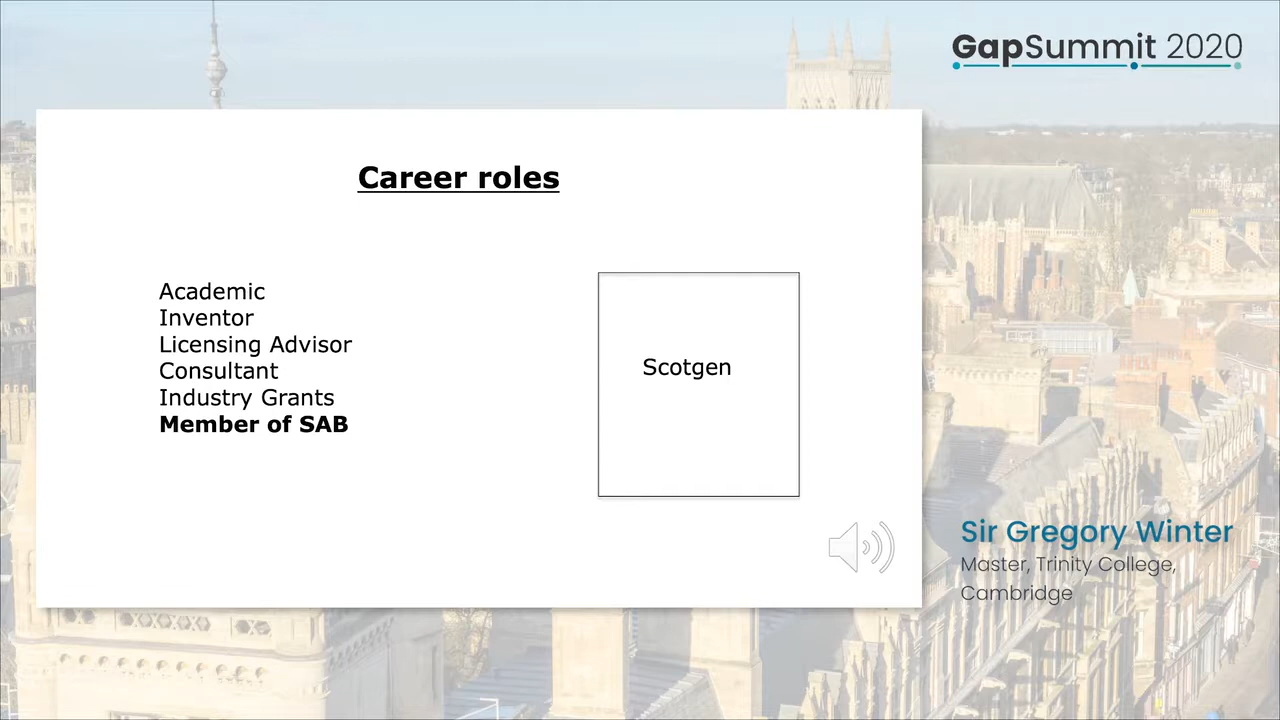 GapSummit 2020
Career roles
Academic
Inventor
Licensing Advisor
Consultant
Industry Grants
Member of SAB
Scotgen
Sir Gregory Winter
Master, Trinity College,
Cambridge